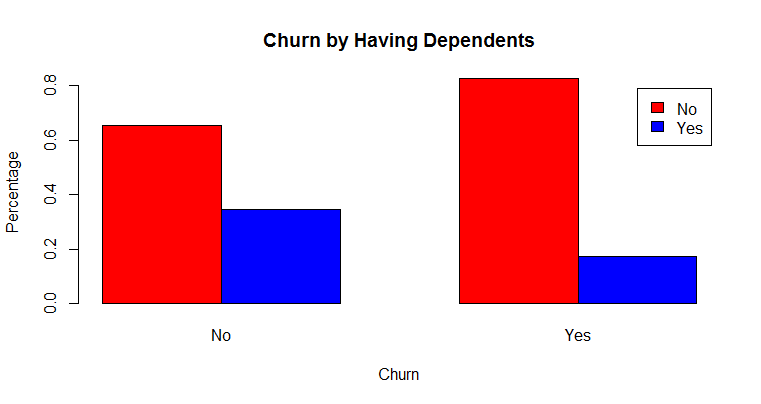 Churn by Having Dependents
Percentage
0.8
0.6
0.4
0.2
0.0
No
Yes
No
Yes
Churn